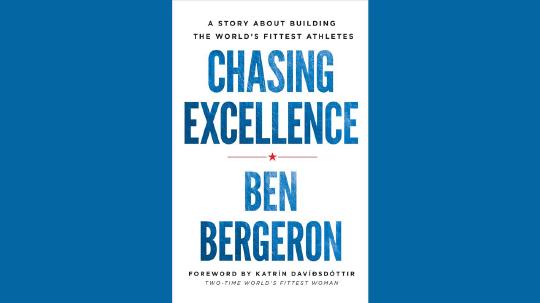 A STORY ABOUT BUILDING
THE WORLD'S FITTEST ATHLETES
CHASING
EXCELLENCE
BEN
BERGERON
FOREWORD BY KATRÍN DAVÍÐSDÓTTIR
TWO-TIME WORLD'S FITTEST WOMAN